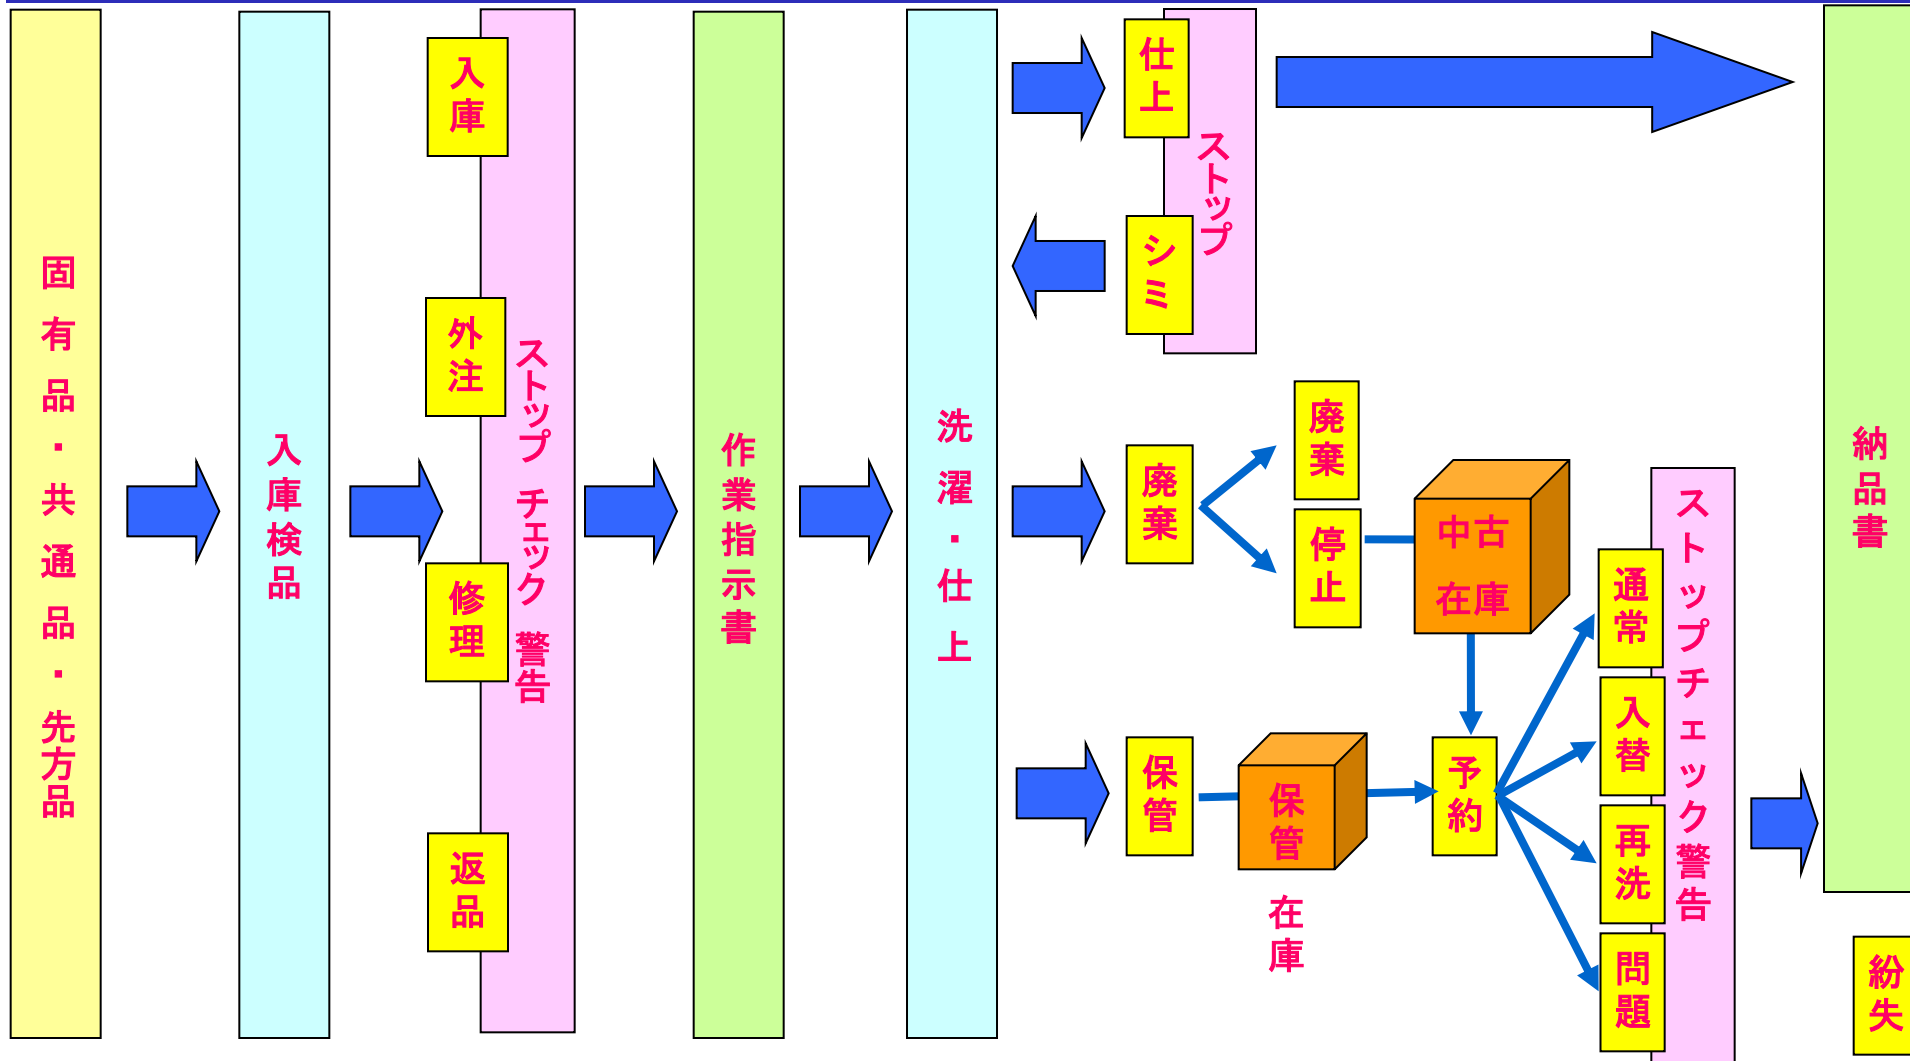 固有品・共通品・先方品
入庫検品
入庫
外注
修理
返品
ストップ チェック 警告
作業指示書
洗濯・仕上
仕上
シミ
ストップ
廃棄
廃棄
停止
中古
在庫
保管
保管
在庫
予約
通常
入替
再洗
問題
ストップチェック警告
納品書
紛失